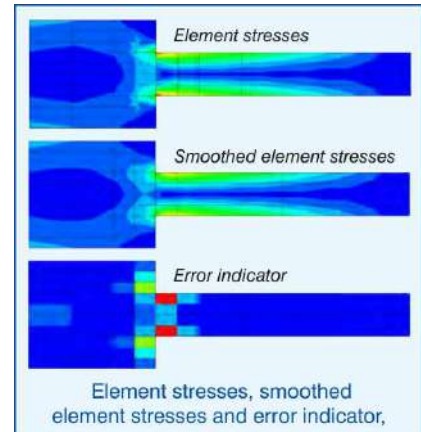 Element stresses
Smoothed element stresses
Error indicator
Element stresses, smoothed
element stresses and error indicator,